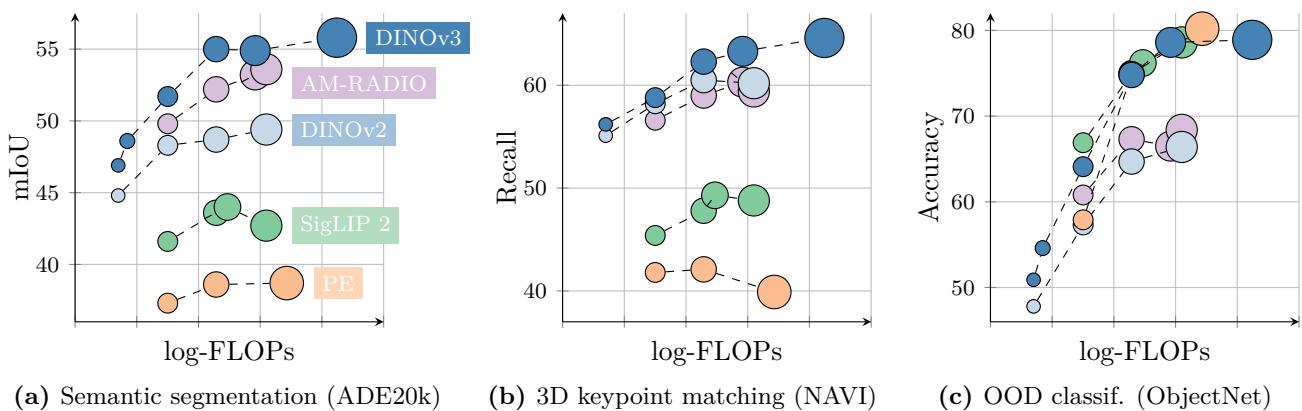 55
50
45
40
mIoU
DINOv3
AM-RADIO
DINOv2
SigLIP 2
PE
log-FLOPs
(a) Semantic segmentation (ADE20k)
60
50
40
Recall
log-FLOPs
(b) 3D keypoint matching (NAVI)
80
70
60
50
Accuracy
log-FLOPs
(c) OOD classif. (ObjectNet)